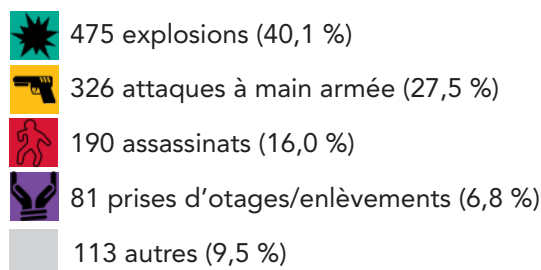 475 explosions (40,1 %)
326 attaques à main armée (27,5 %)
190 assassinats (16,0 %)
81 prises d'otages/enlèvements (6,8 %)
113 autres (9,5 %)